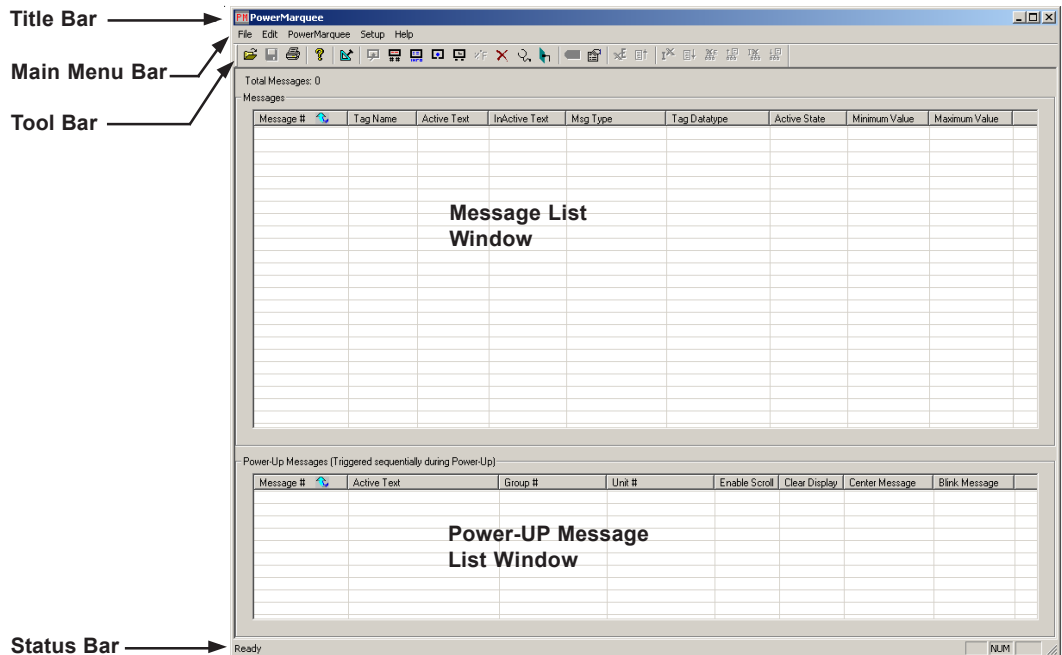 Title Bar
PM PowerMarquee
File Edit PowerMarquee Setup Help
Main Menu Bar
Tool Bar
Total Messages: 0
Messages
Message # Tag Name Active Text InActive Text Msg Type Tag Datatype Active State Minimum Value Maximum Value
Message List
Window
Power-Up Messages (Triggered sequentially during Power-Up)
Message # Active Text Group # Unit # Enable Scroll Clear Display Center Message Blink Message
Power-UP Message
List Window
Status Bar
Ready NUM